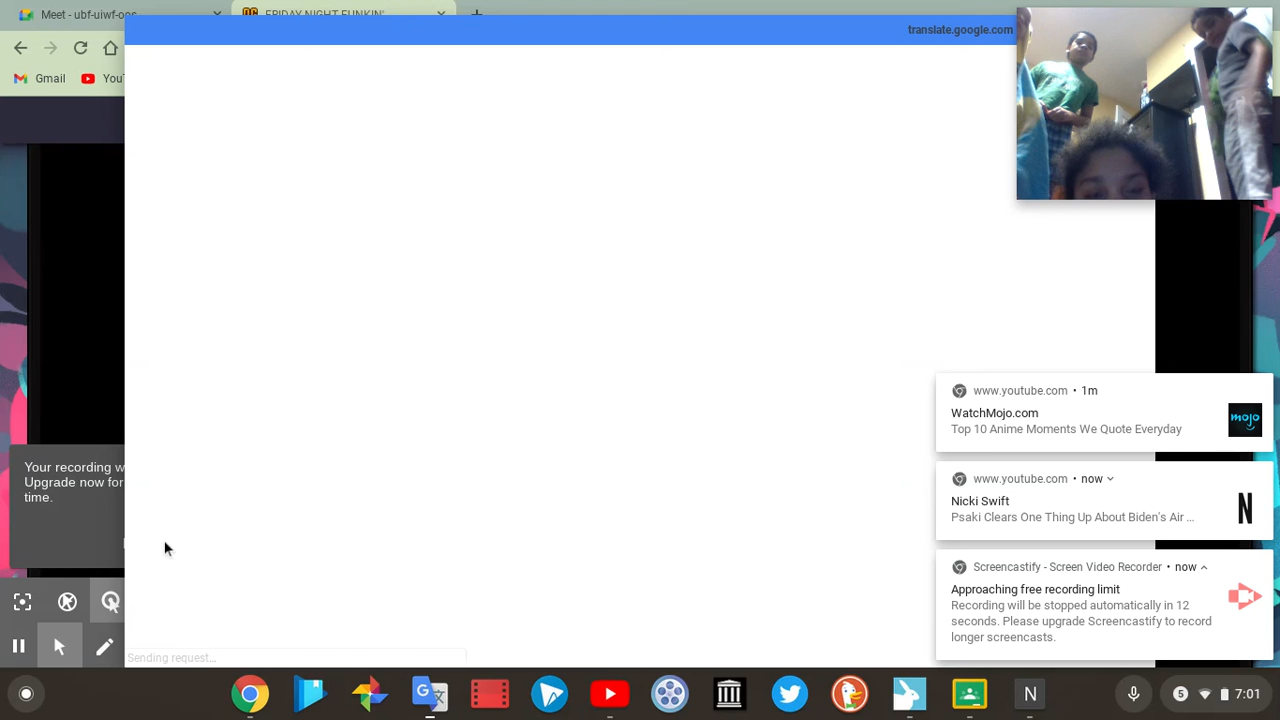 Meet - ubf-uiwf-
FRIDAY NIGHT FUNKIN'
translate.google.com
Gmail
YouT
Your recording w
Upgrade now for
time.
www.youtube.com • 1m
WatchMojo.com
Top 10 Anime Moments We Quote Everyday
mojo
www.youtube.com • now
Nicki Swift
Psaki Clears One Thing Up About Biden's Air ...
N
Screencastify - Screen Video Recorder • now
Approaching free recording limit
Recording will be stopped automatically in 12
seconds. Please upgrade Screencastify to record
longer screencasts.
Sending request...
N
5
7:01